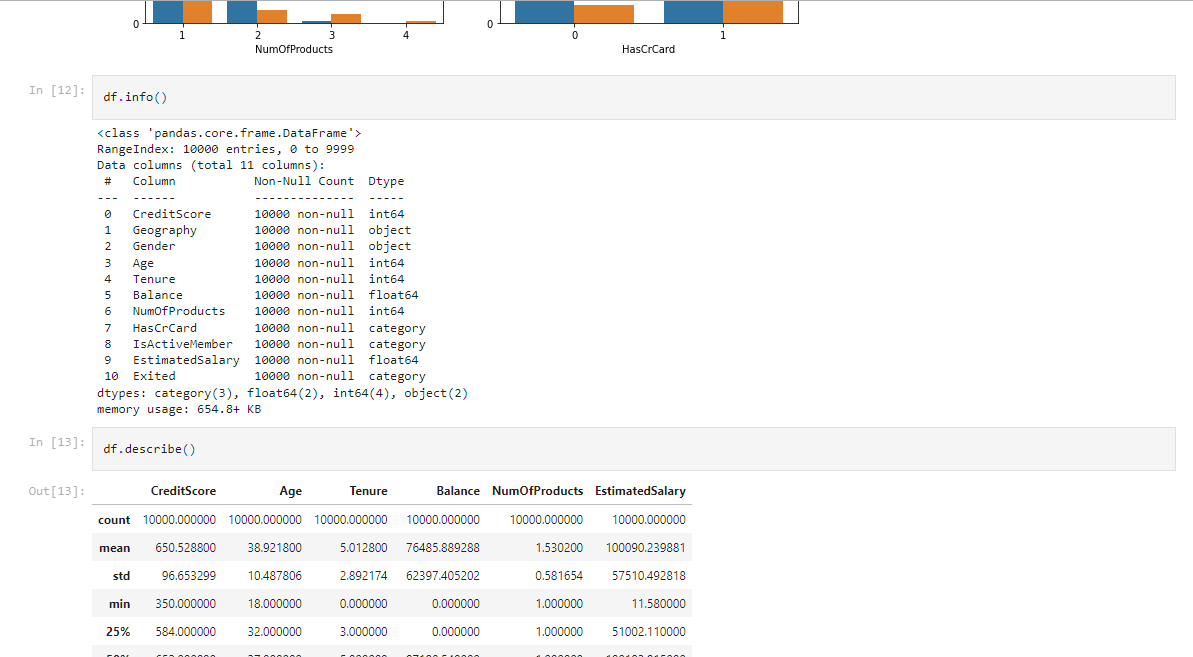 0 0
1 2 3 4 0 1
NumOfProducts HasCrCard
In [12]: df.info()
<class 'pandas.core.frame.DataFrame'>
RangeIndex: 10000 entries, 0 to 9999
Data columns (total 11 columns):
# Column Non-Null Count Dtype
--- ------ -------------- -----
0 CreditScore 10000 non-null int64
1 Geography 10000 non-null object
2 Gender 10000 non-null object
3 Age 10000 non-null int64
4 Tenure 10000 non-null int64
5 Balance 10000 non-null float64
6 NumOfProducts 10000 non-null int64
7 HasCrCard 10000 non-null category
8 IsActiveMember 10000 non-null category
9 EstimatedSalary 10000 non-null float64
10 Exited 10000 non-null category
dtypes: category(3), float64(2), int64(4), object(2)
memory usage: 654.8+ KB
In [13]: df.describe()
Out[13]: CreditScore Age Tenure Balance NumOfProducts EstimatedSalary
count 10000.000000 10000.000000 10000.000000 10000.000000 10000.000000 10000.000000
mean 650.528800 38.921800 5.012800 76485.889288 1.530200 100090.239881
std 96.653299 10.487806 2.892174 62397.405202 0.581654 57510.492818
min 350.000000 18.000000 0.000000 0.000000 1.000000 11.580000
25% 584.000000 32.000000 3.000000 0.000000 1.000000 51002.110000